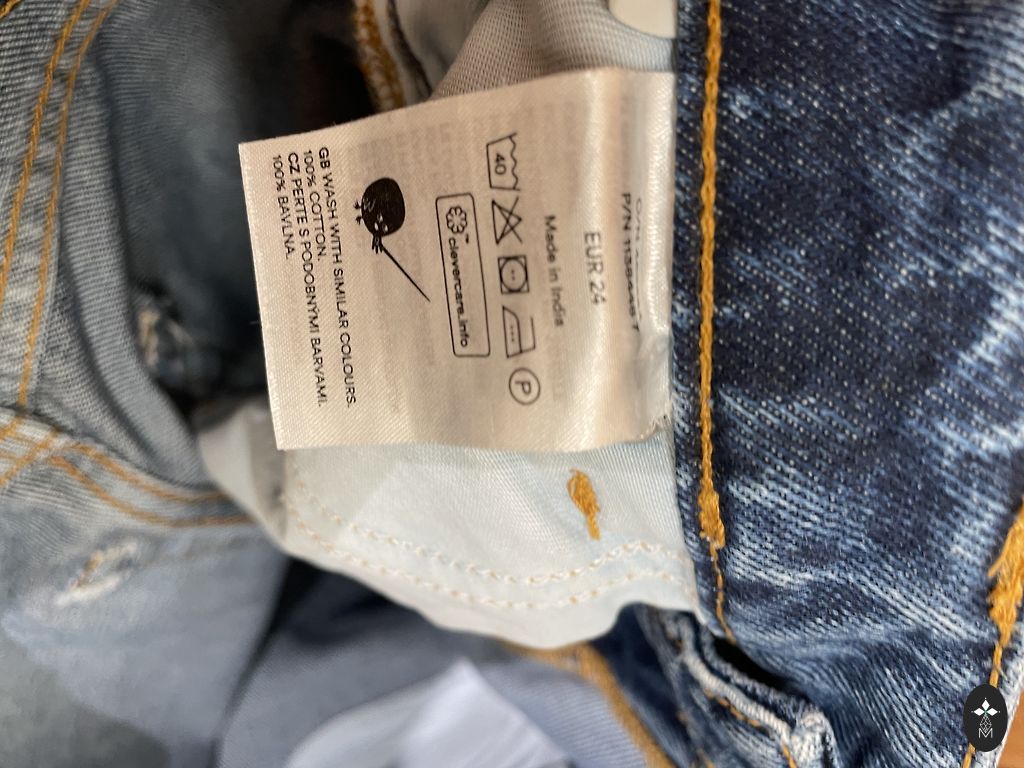 EUR 24
Made in India
40
P
clevercare.info
GB WASH WITH SIMILAR COLOURS.
100% COTTON.
CZ PERTE S PODOBNÝMI BARVAMI.
100% BAVLNA.
M